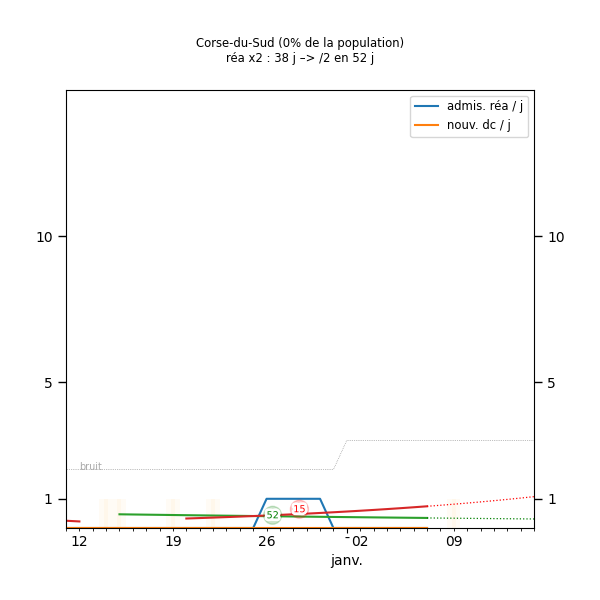 Corse-du-Sud (0% de la population)
réa x2 : 38 j –> /2 en 52 j
admis. réa / j
nouv. dc / j
10 10
5 5
bruit
1 1
52 15
12 19 26 02 09
janv.